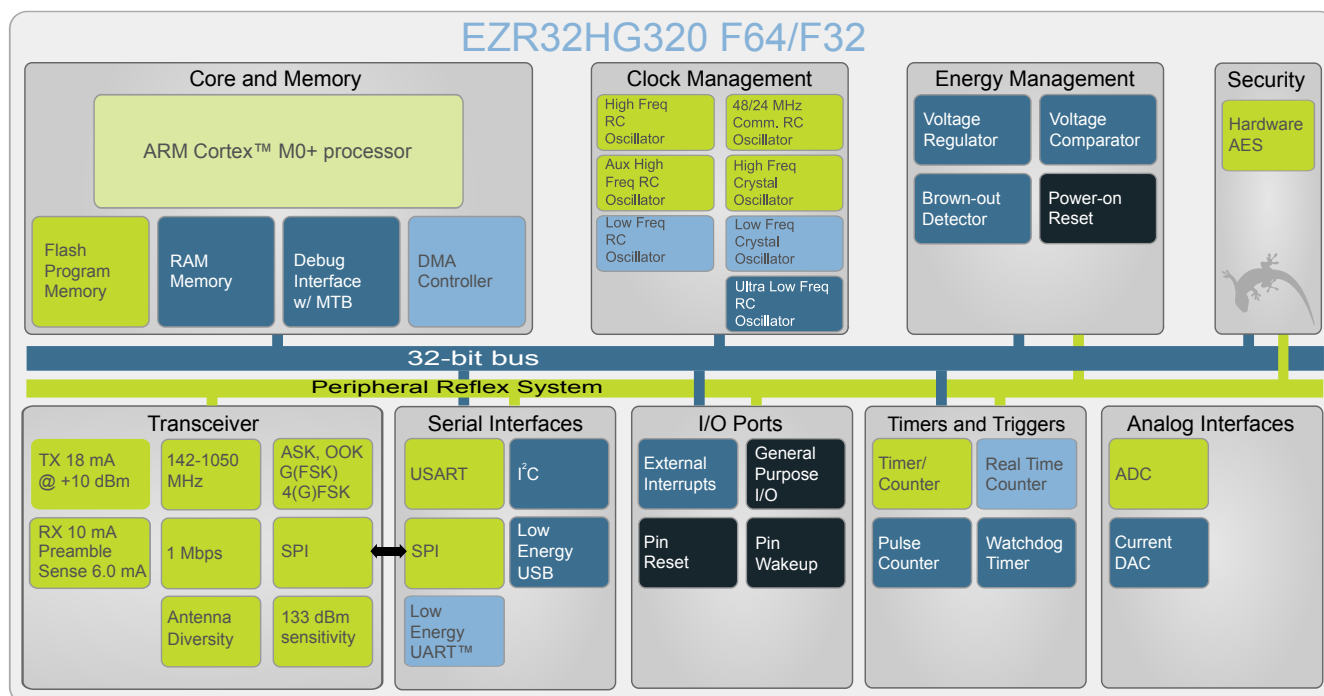 EZR32HG320 F64/F32
Core and Memory
ARM Cortex™ M0+ processor
Flash
Program
Memory
RAM
Memory
Debug
Interface
w/ MTB
DMA
Controller
Clock Management
High Freq
RC
Oscillator
48/24 MHz
Comm. RC
Oscillator
Aux High
Freq RC
Oscillator
High Freq
Crystal
Oscillator
Low Freq
RC
Oscillator
Low Freq
Crystal
Oscillator
Ultra Low Freq
RC
Oscillator
Energy Management
Voltage
Regulator
Voltage
Comparator
Brown-out
Detector
Power-on
Reset
Security
Hardware
AES
32-bit bus
Peripheral Reflex System
Transceiver
TX 18 mA
@ +10 dBm
142-1050
MHz
ASK, OOK
G(FSK)
4(G)FSK
RX 10 mA
Preamble
Sense 6.0 mA
1 Mbps
SPI
Antenna
Diversity
133 dBm
sensitivity
Serial Interfaces
USART
I²C
SPI
Low
Energy
USB
Low
Energy
UART™
I/O Ports
External
Interrupts
General
Purpose
I/O
Pin
Reset
Pin
Wakeup
Timers and Triggers
Timer/
Counter
Real Time
Counter
Pulse
Counter
Watchdog
Timer
Analog Interfaces
ADC
Current
DAC